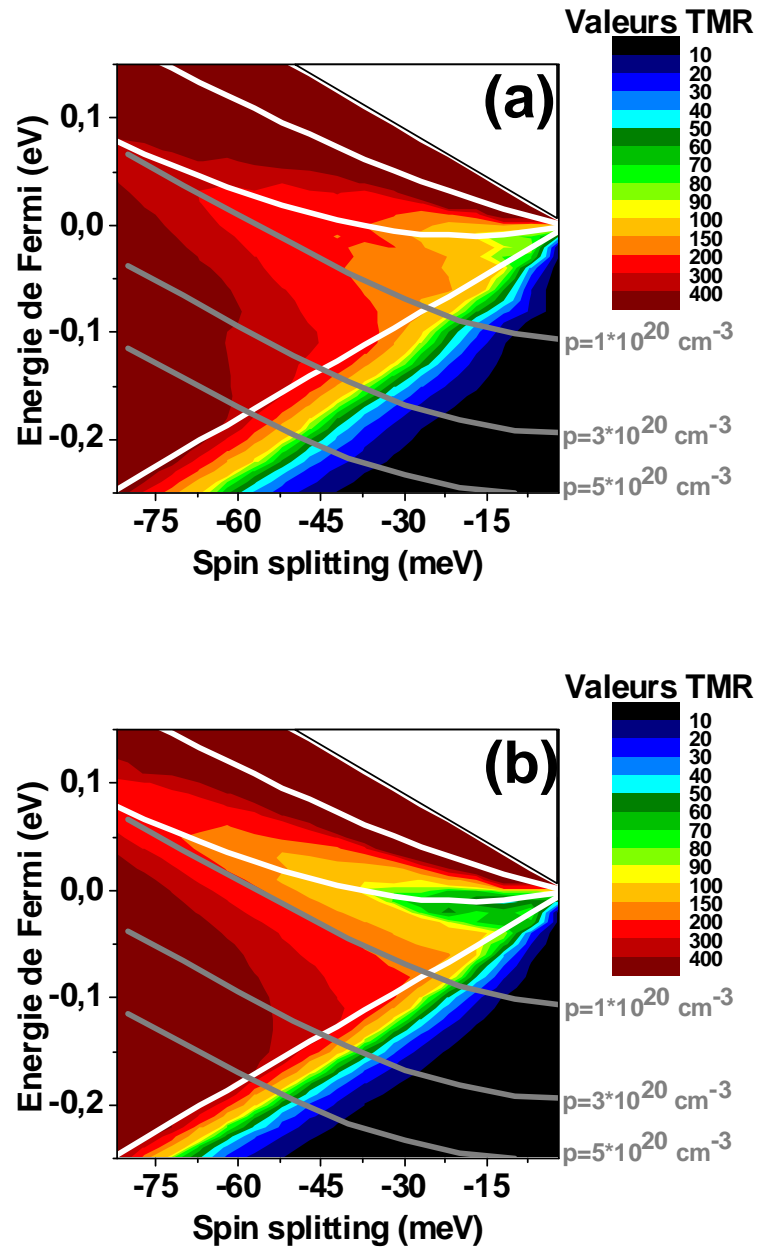 Valeurs TMR
(a)
10
20
30
40
50
60
70
80
90
100
150
200
300
400
0,1
0,0
-0,1
-0,2
Energie de Fermi (eV)
p=1*10^20 cm^-3
p=3*10^20 cm^-3
p=5*10^20 cm^-3
-75 -60 -45 -30 -15
Spin splitting (meV)
Valeurs TMR
(b)
10
20
30
40
50
60
70
80
90
100
150
200
300
400
0,1
0,0
-0,1
-0,2
Energie de Fermi (eV)
p=1*10^20 cm^-3
p=3*10^20 cm^-3
p=5*10^20 cm^-3
-75 -60 -45 -30 -15
Spin splitting (meV)